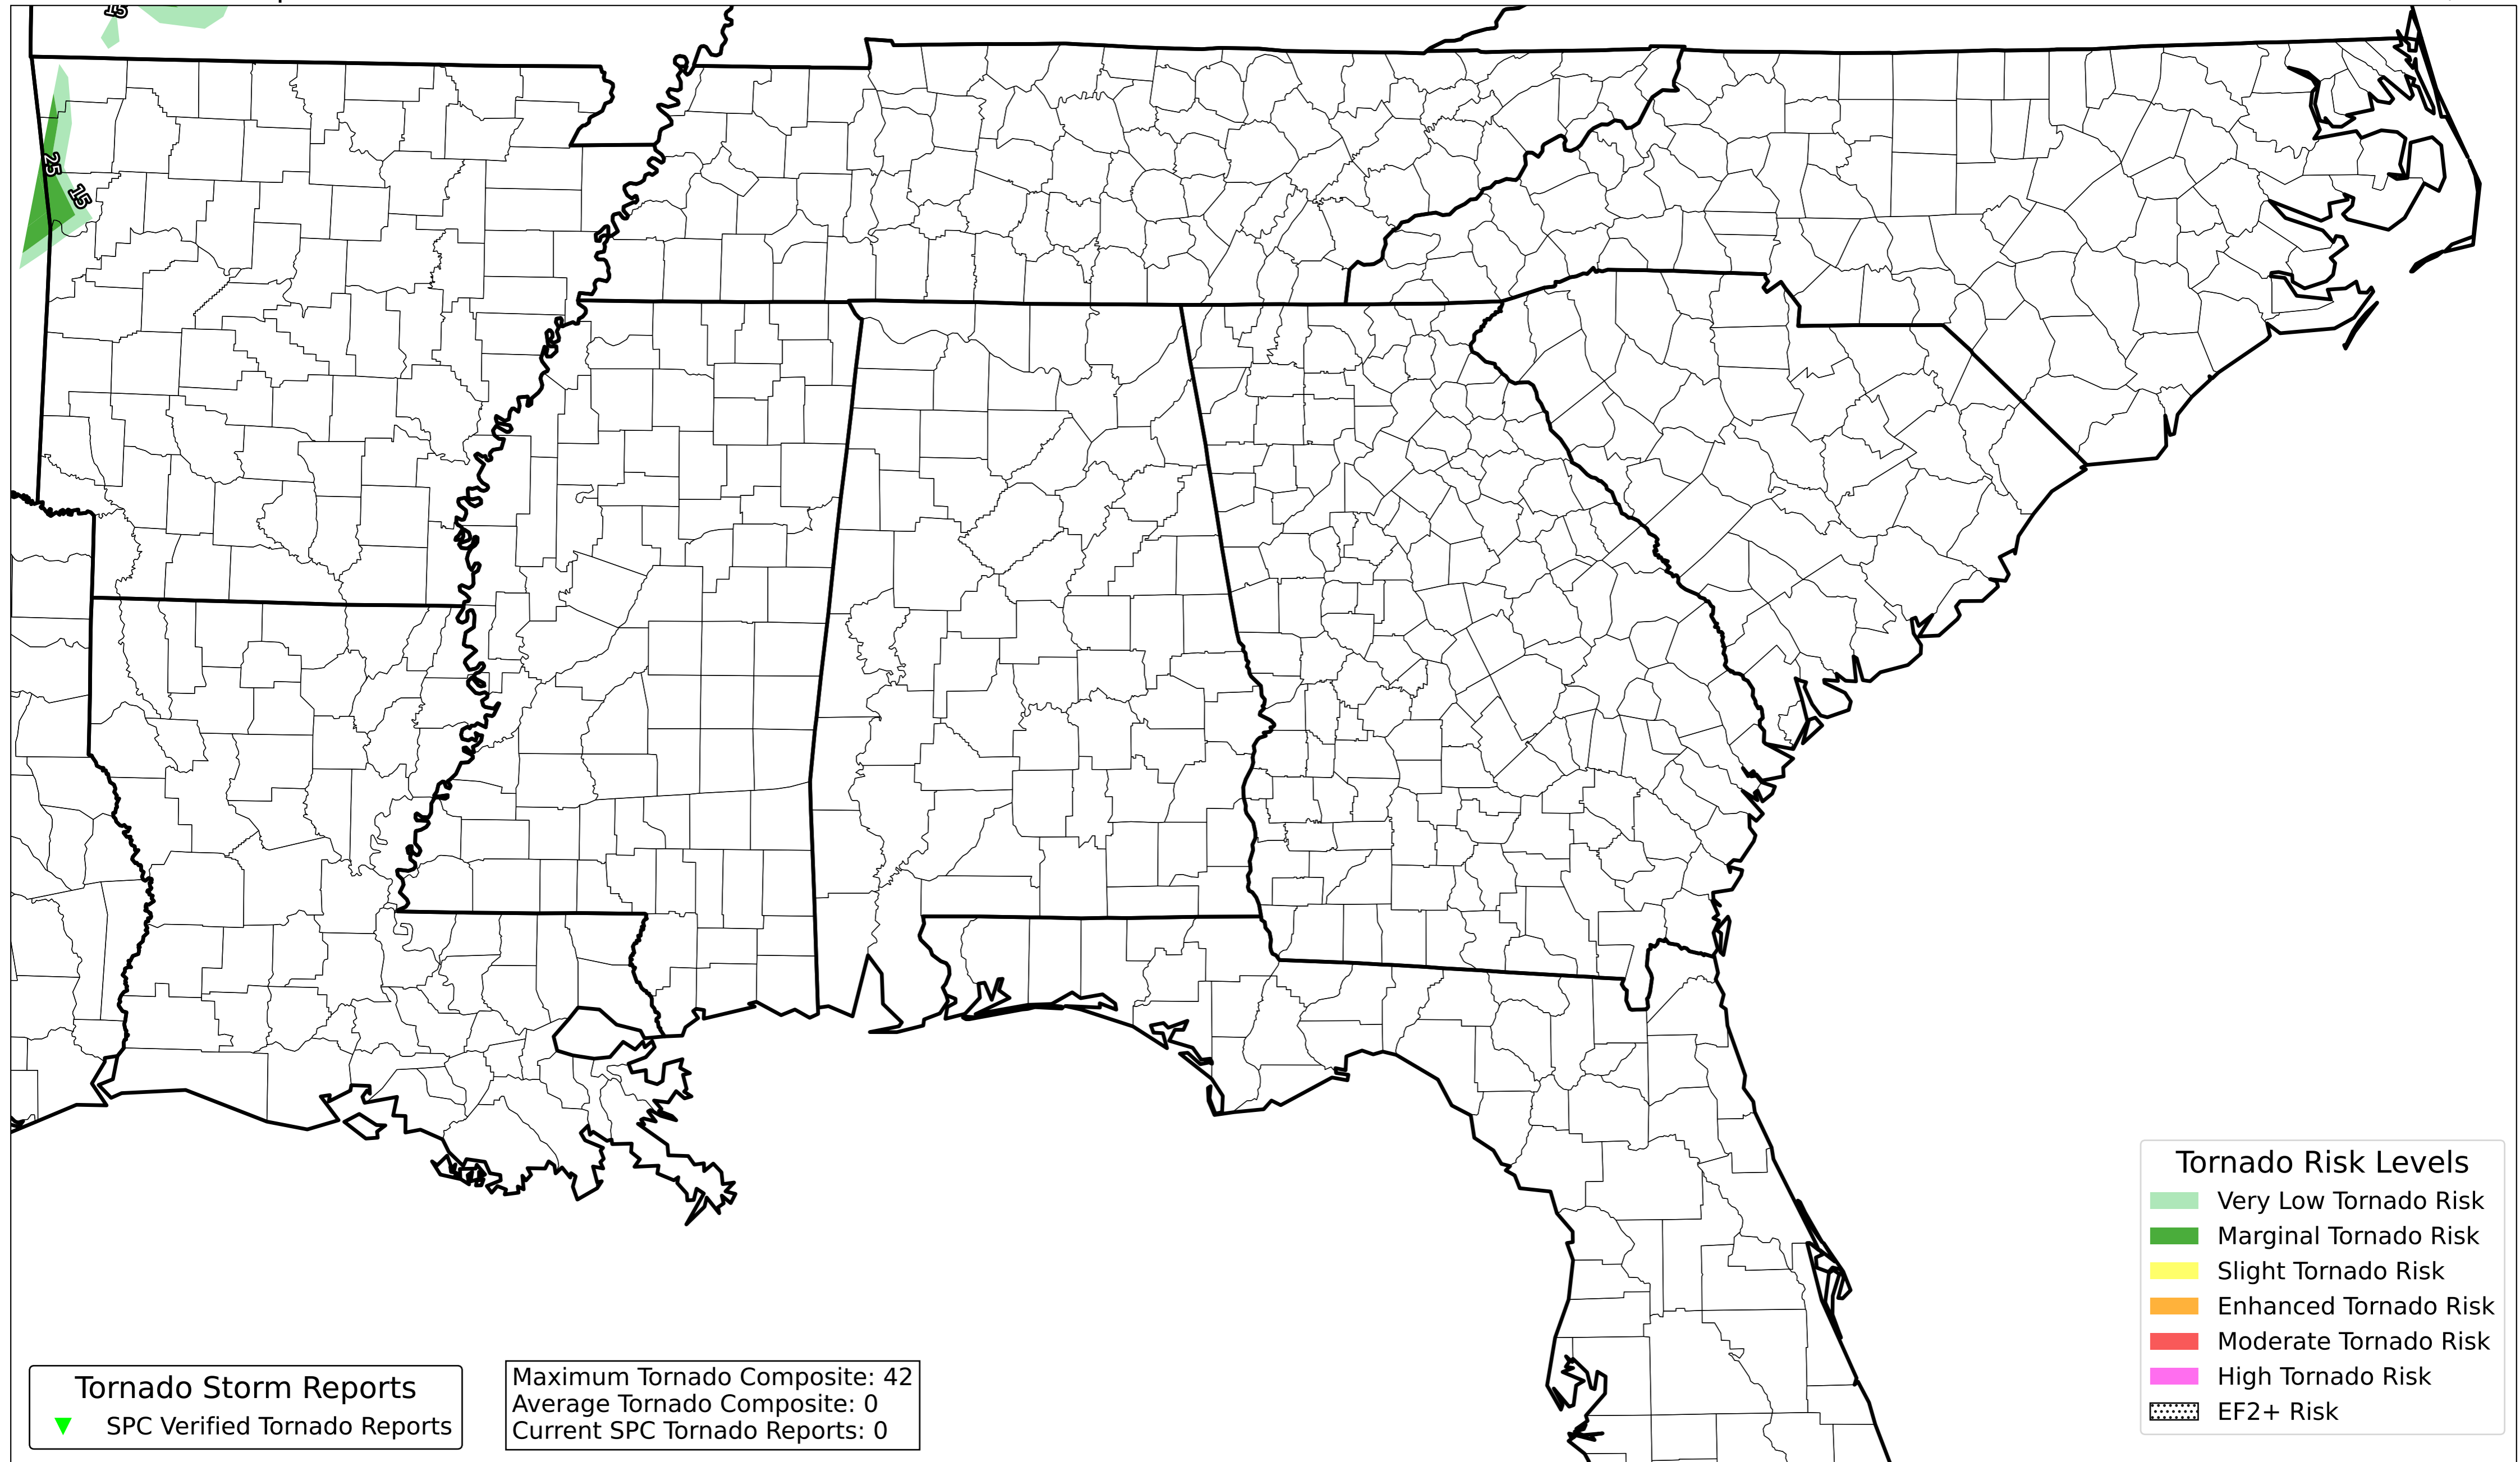 15
25
15
Tornado Risk Levels
Very Low Tornado Risk
Marginal Tornado Risk
Slight Tornado Risk
Enhanced Tornado Risk
Moderate Tornado Risk
High Tornado Risk
EF2+ Risk
Tornado Storm Reports
SPC Verified Tornado Reports
Maximum Tornado Composite: 42
Average Tornado Composite: 0
Current SPC Tornado Reports: 0